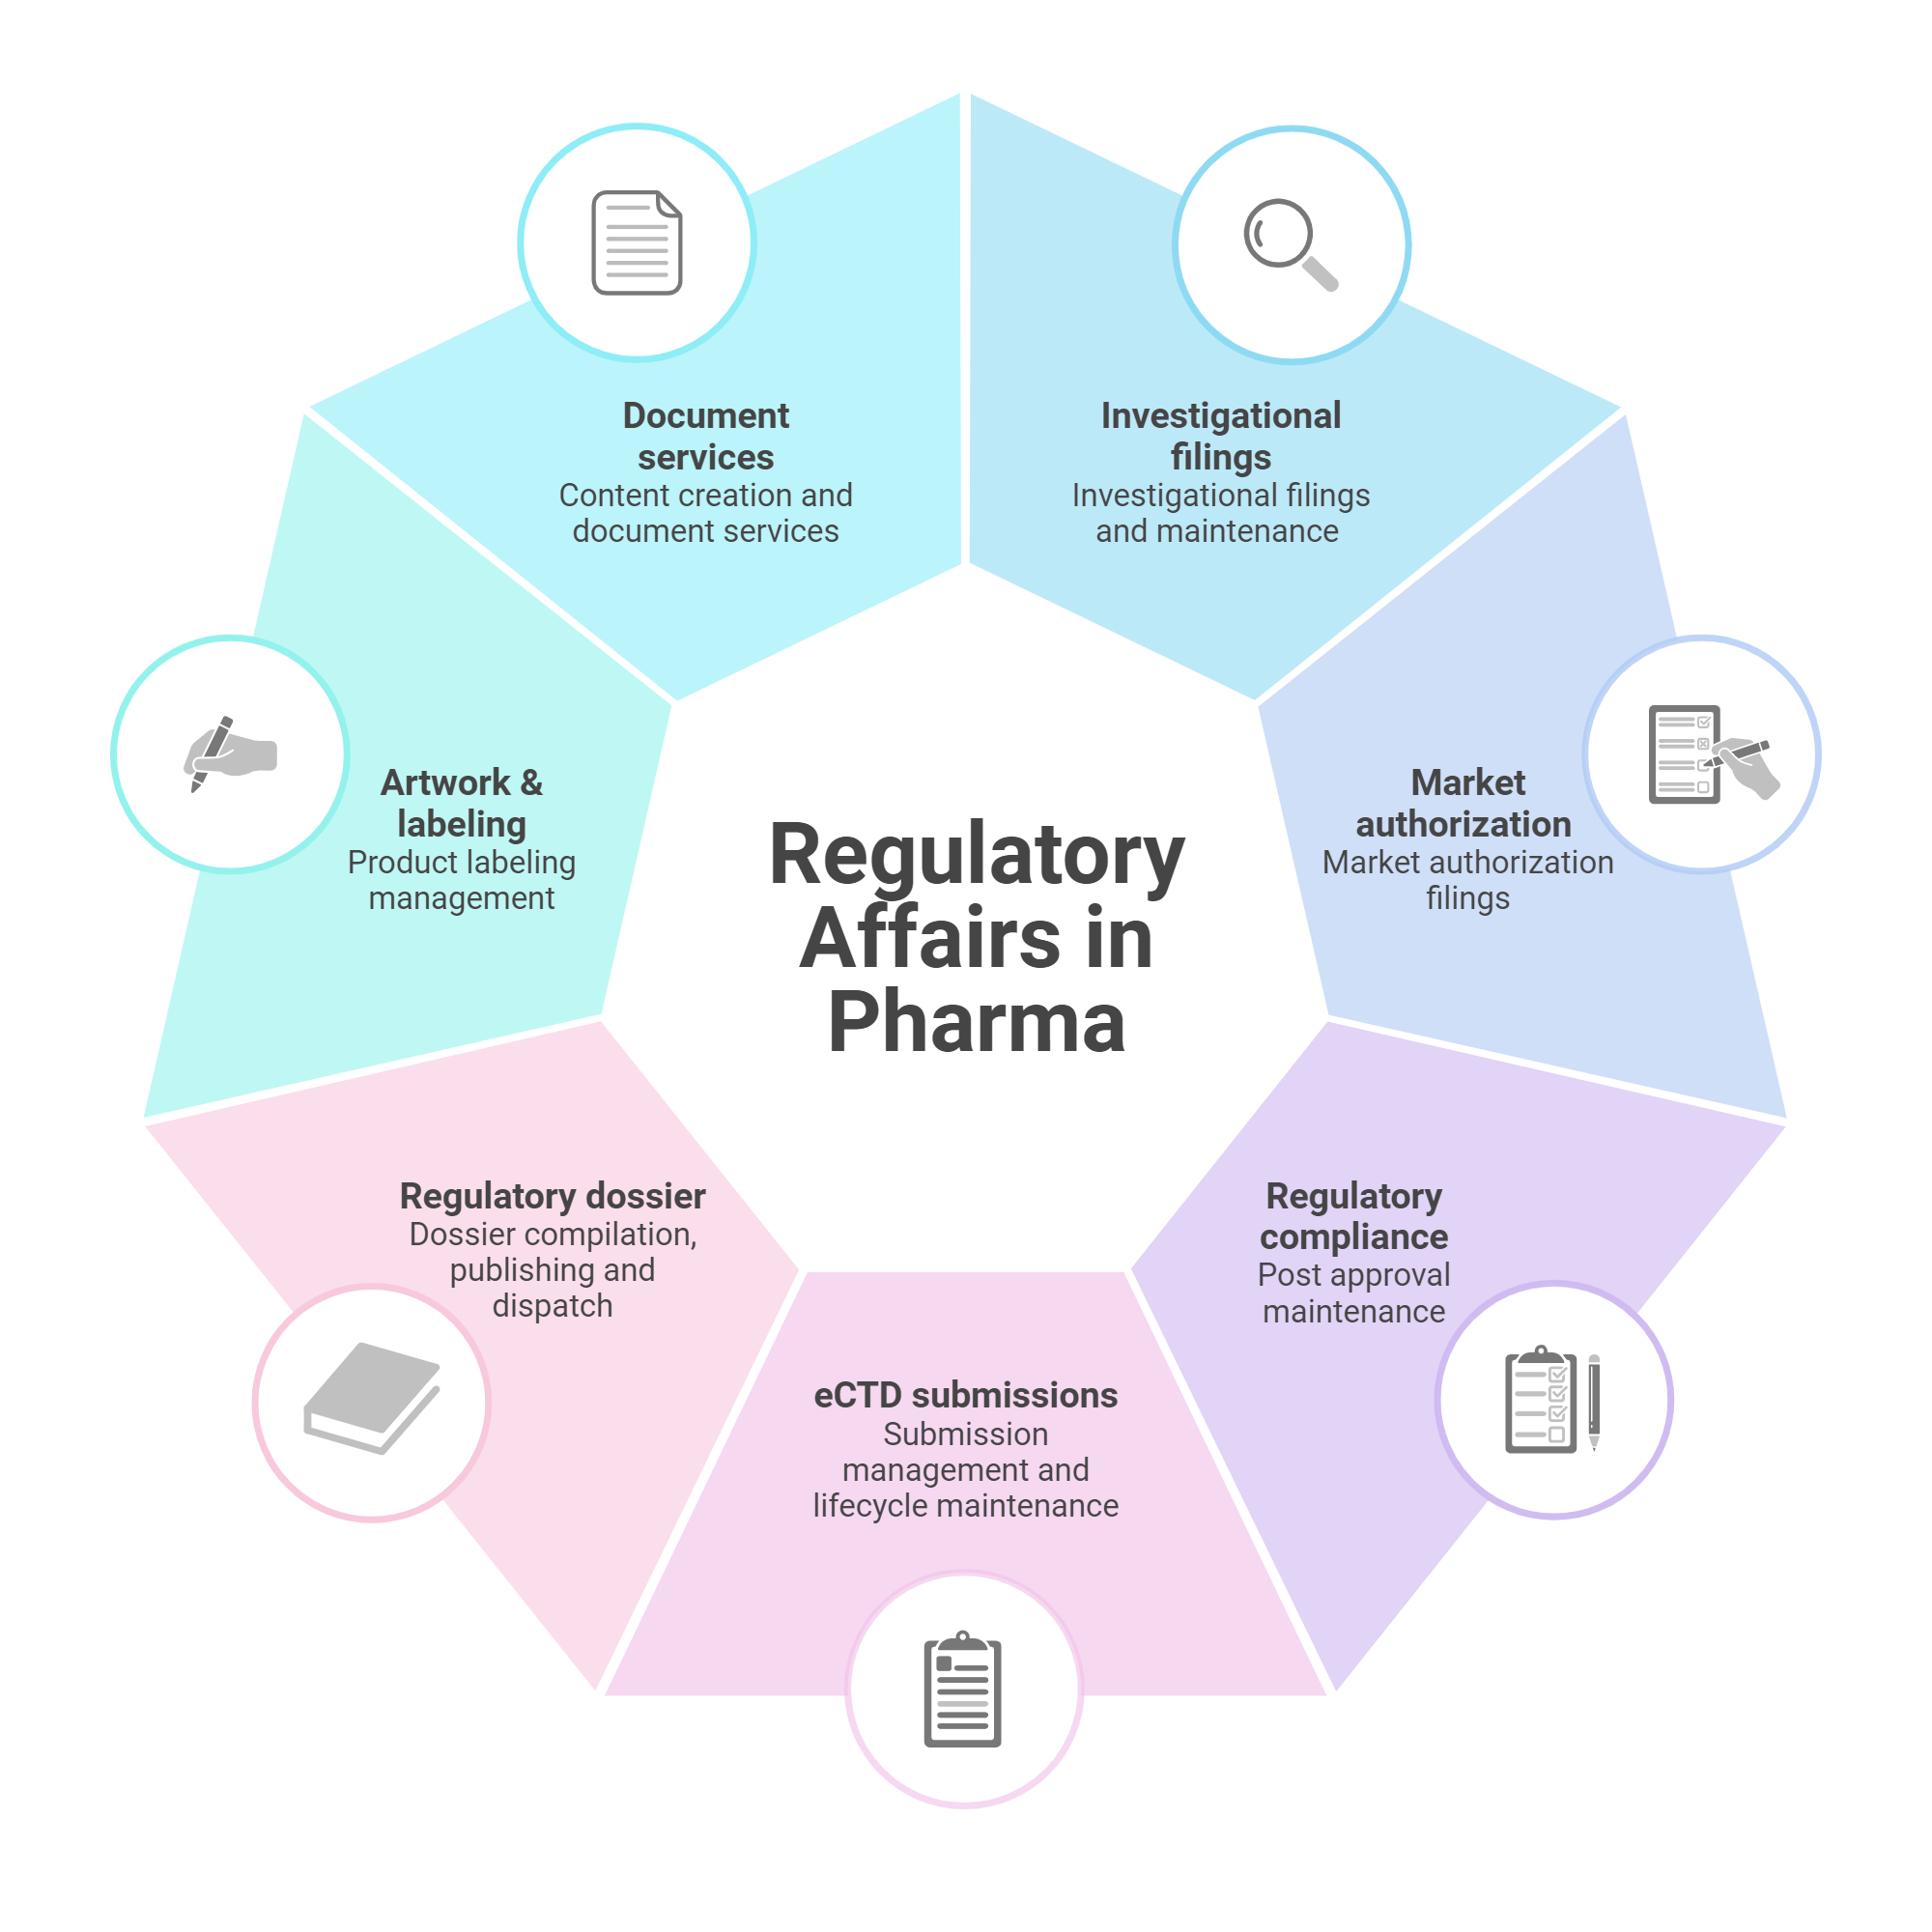 Document
services
Content creation and
document services
Investigational
filings
Investigational filings
and maintenance
Artwork &
labeling
Product labeling
management
Market
authorization
Market authorization
filings
Regulatory
Affairs in
Pharma
Regulatory dossier
Dossier compilation,
publishing and
dispatch
Regulatory
compliance
Post approval
maintenance
eCTD submissions
Submission
management and
lifecycle maintenance